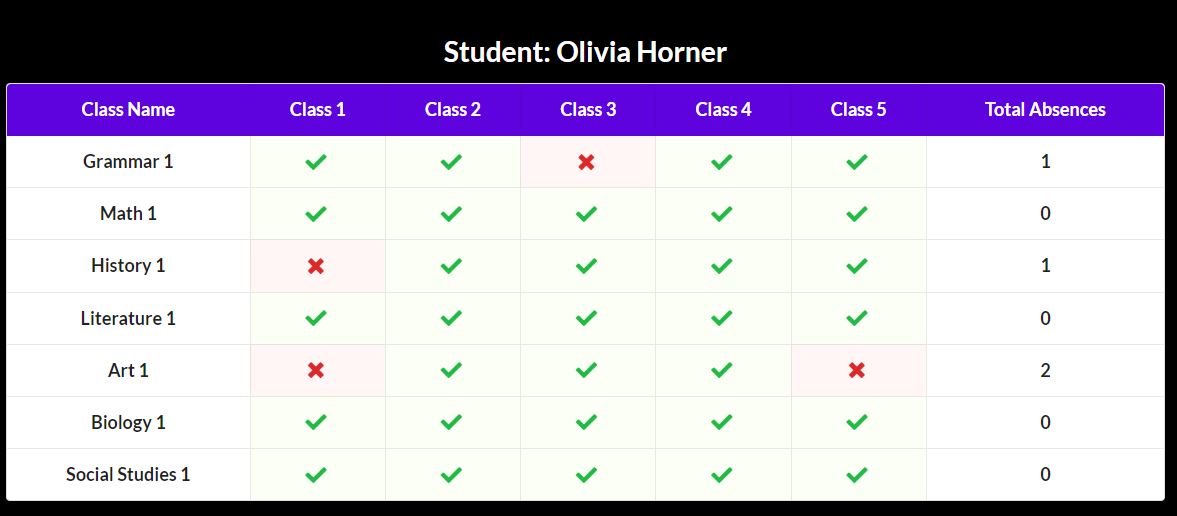 Student: Olivia Horner
Class Name Class 1 Class 2 Class 3 Class 4 Class 5 Total Absences
Grammar 1 1
Math 1 0
History 1 1
Literature 1 0
Art 1 2
Biology 1 0
Social Studies 1 0